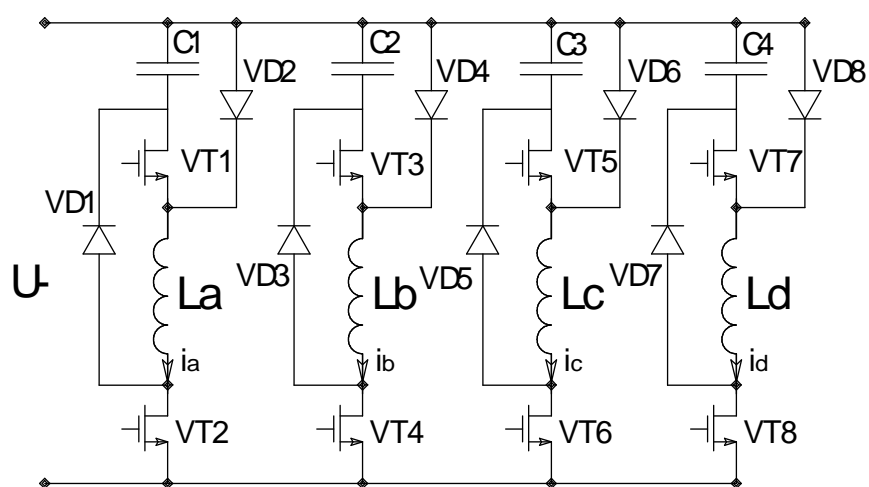 C1 C2 C3 C4
VD2 VD4 VD6 VD8
VT1 VT3 VT5 VT7
VD1
VD3 VD5 VD7
U- La Lb Lc Ld
ia ib ic id
VT2 VT4 VT6 VT8